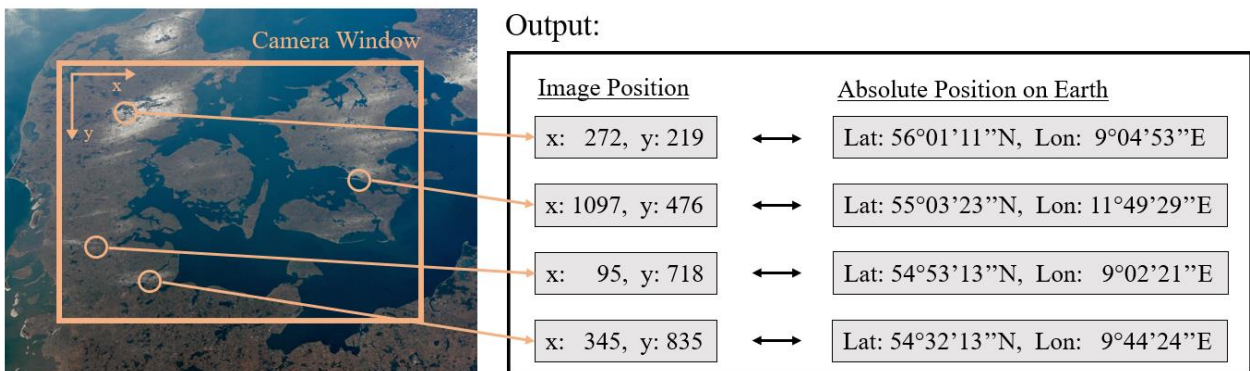 Camera Window
x
y
Output:
Image Position Absolute Position on Earth
x: 272, y: 219 Lat: 56°01’11’’N, Lon: 9°04’53’’E
x: 1097, y: 476 Lat: 55°03’23’’N, Lon: 11°49’29’’E
x: 95, y: 718 Lat: 54°53’13’’N, Lon: 9°02’21’’E
x: 345, y: 835 Lat: 54°32’13’’N, Lon: 9°44’24’’E